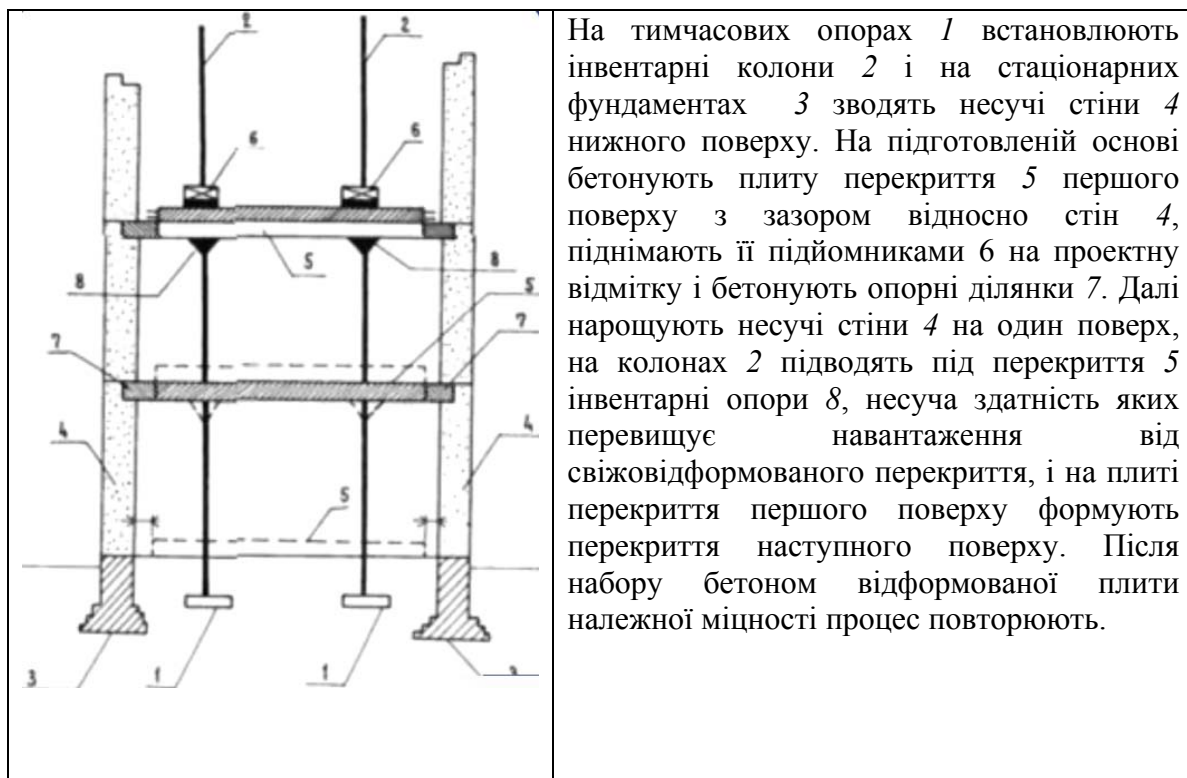 2
2
6
6
5
8
8
5
7
7
4
4
5
3
1
1
На тимчасових опорах 1 встановлюють
інвентарні колони 2 і на стаціонарних
фундаментах 3 зводять несучі стіни 4
нижного поверху. На підготовленій основі
бетонують плиту перекриття 5 першого
поверху з зазором відносно стін 4,
піднімають її підйомниками 6 на проектну
відмітку і бетонують опорні ділянки 7. Далі
нарощують несучі стіни 4 на один поверх,
на колонах 2 підводять під перекриття 5
інвентарні опори 8, несуча здатність яких
перевищує навантаження від
свіжовідформованого перекриття, і на плиті
перекриття першого поверху формують
перекриття наступного поверху. Після
набору бетоном відформованої плити
належної міцності процес повторюють.